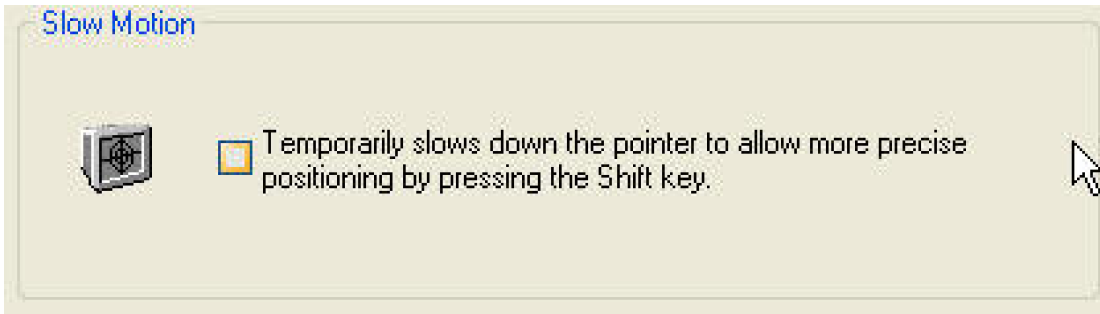 Slow Motion
Temporarily slows down the pointer to allow more precise
positioning by pressing the Shift key.